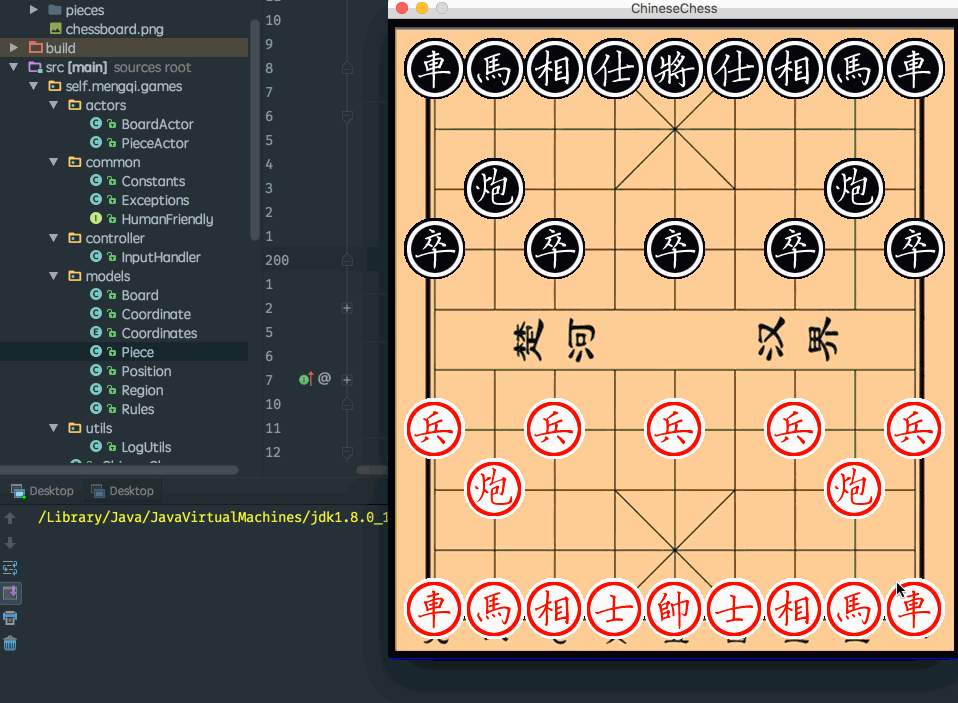 pieces
chessboard.png
build
src [main] sources root
self.mengqi.games
actors
BoardActor
PieceActor
common
Constants
Exceptions
HumanFriendly
controller
InputHandler
models
Board
Coordinate
Coordinates
Piece
Position
Region
Rules
utils
LogUtils
10
9
8
7
6
5
4
3
2
1
200
1
2
5
6
7 @
10
11
12
Desktop Desktop
/Library/Java/JavaVirtualMachines/jdk1.8.0_1
ChineseChess
車 馬 相 仕 將 仕 相 馬 車
炮 炮
卒 卒 卒 卒 卒
楚河 汉界
兵 兵 兵 兵 兵
炮 炮
車 馬 相 士 帥 士 相 馬 車